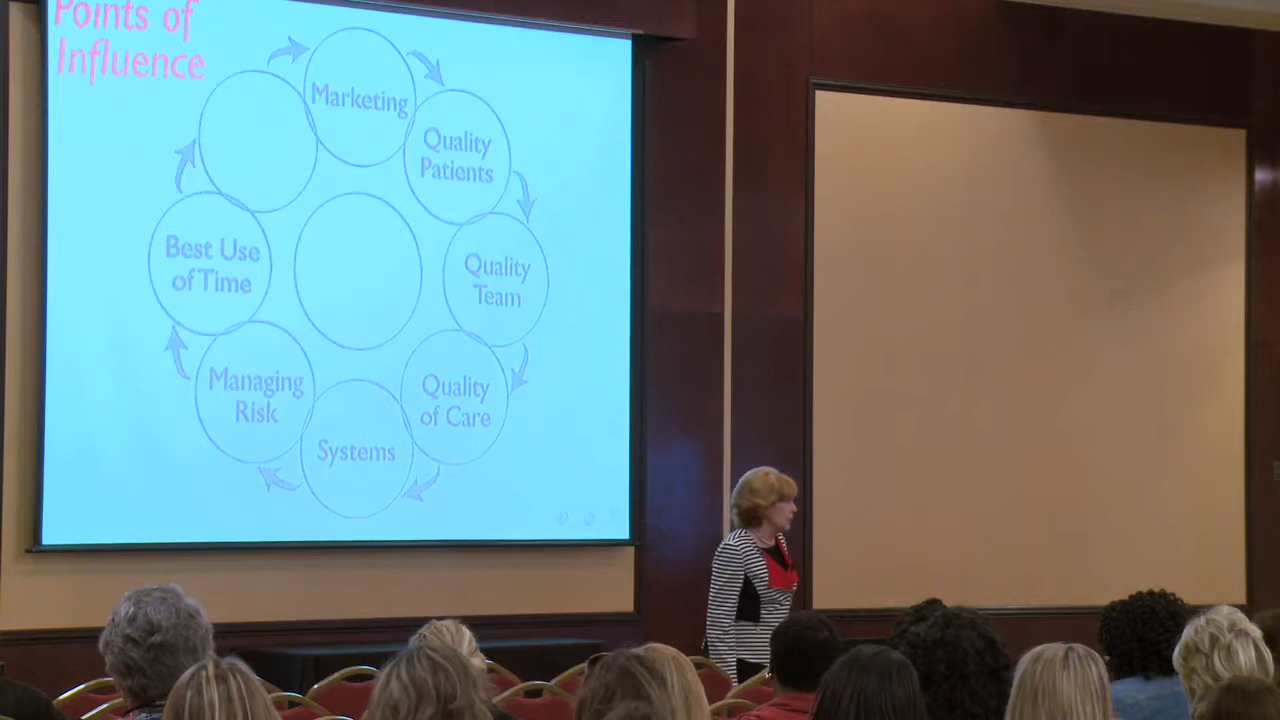 Points of
Influence
Marketing
Quality
Patients
Quality
Team
Quality
of Care
Systems
Managing
Risk
Best Use
of Time